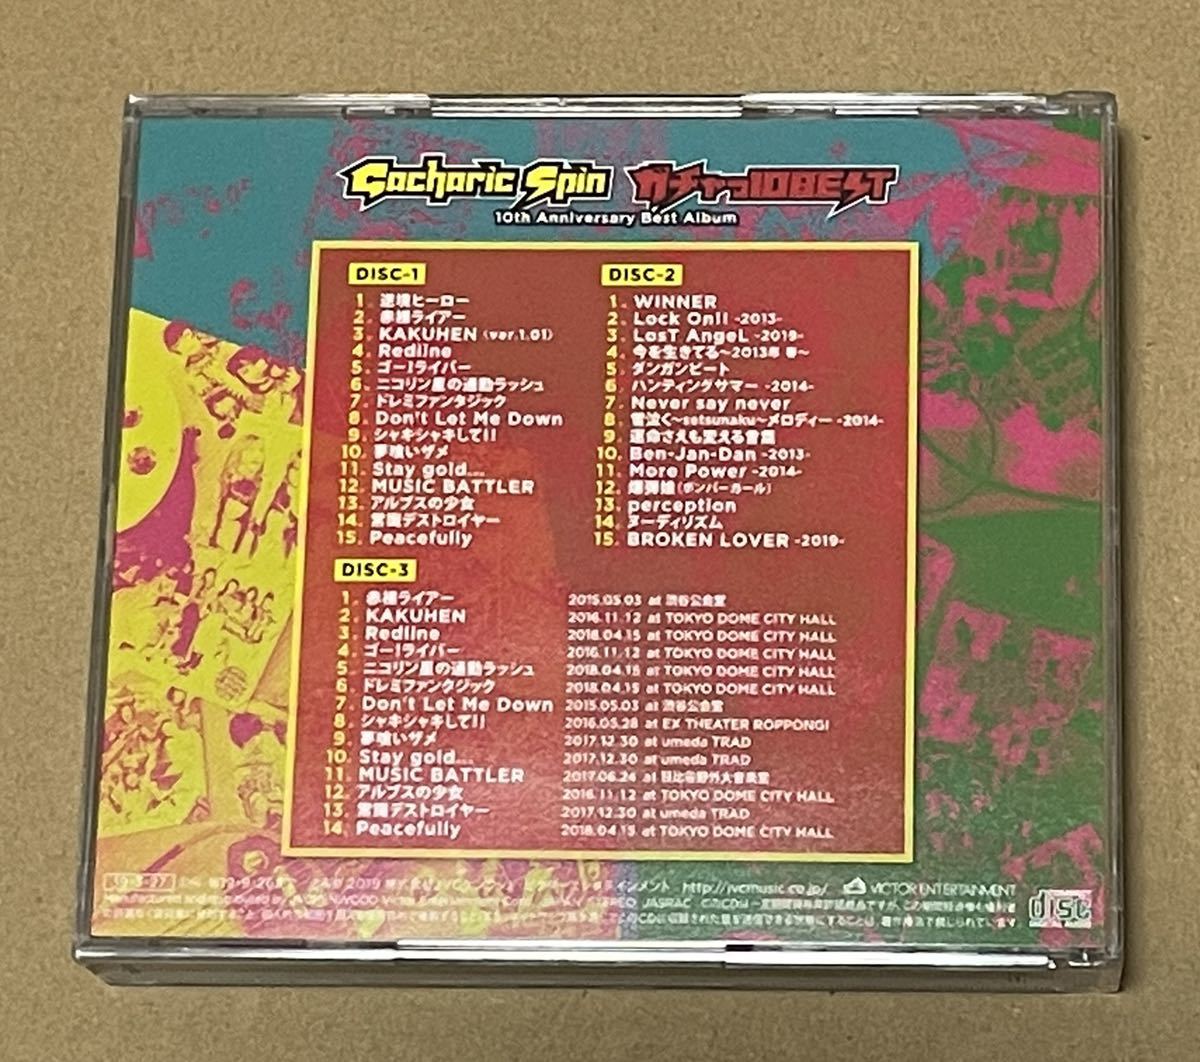 Gacharic Spin ガチャっ10BEST
10th Anniversary Best Album
DISC-1
1. 逆境ヒーロー
2. 赤裸ライアー
3. KAKUHEN (ver.1.01)
4. Redline
5. ゴー!ライバー
6. ニコリン星の通勤ラッシュ
7. ドレミファンタジック
8. Don't Let Me Down
9. シャキシャキして!!
10. 夢喰いザメ
11. Stay gold...
12. MUSIC BATTLER
13. アルブスの少女
14. 常識デストロイヤー
15. Peacefully
DISC-2
1. WINNER
2. Lock On!! -2013-
3. LosT AngeL -2019-
4. 今を生きてる~2013年 春~
5. ダンガンビート
6. ハンティングサマー -2014-
7. Never say never
8. 雪泣く~setsunaku~メロディー -2014-
9. 運命さえも変える言葉
10. Ben-Jan-Dan -2013-
11. More Power -2014-
12. 爆弾娘(ボンバーガール)
13. perception
14. ヌーディリズム
15. BROKEN LOVER -2019-
DISC-3
1. 赤裸ライアー 2015.05.03 at 渋谷公会堂
2. KAKUHEN 2016.11.12 at TOKYO DOME CITY HALL
3. Redline 2018.04.15 at TOKYO DOME CITY HALL
4. ゴー!ライバー 2016.11.12 at TOKYO DOME CITY HALL
5. ニコリン星の通勤ラッシュ 2018.04.15 at TOKYO DOME CITY HALL
6. ドレミファンタジック 2018.04.15 at TOKYO DOME CITY HALL
7. Don't Let Me Down 2015.05.03 at 渋谷公会堂
8. シャキシャキして!! 2016.05.28 at EX THEATER ROPPONGI
9. 夢喰いザメ 2017.12.30 at umeda TRAD
10. Stay gold... 2017.12.30 at umeda TRAD
11. MUSIC BATTLER 2017.06.24 at 日比谷野外大音楽堂
12. アルブスの少女 2016.11.12 at TOKYO DOME CITY HALL
13. 常識デストロイヤー 2017.12.30 at umeda TRAD
14. Peacefully 2018.04.15 at TOKYO DOME CITY HALL
19-3-27 2019 http://jvcmusic.co.jp/ VICTOR ENTERTAINMENT
JASRAC
disc